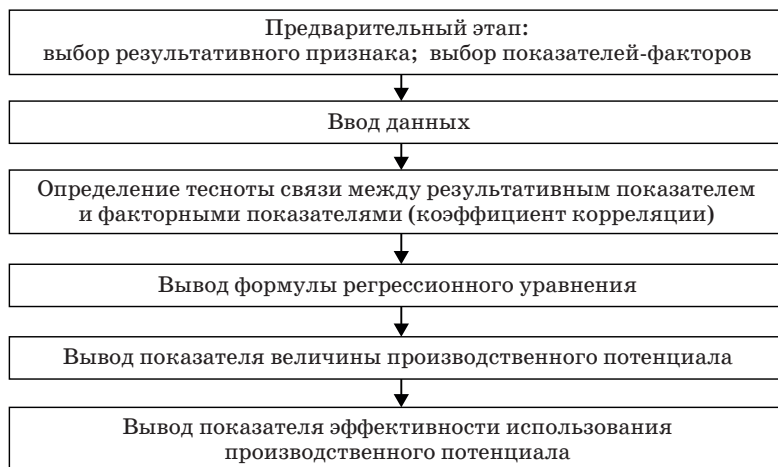 Предварительный этап:
выбор результативного признака; выбор показателей-факторов
Ввод данных
Определение тесноты связи между результативным показателем
и факторными показателями (коэффициент корреляции)
Вывод формулы регрессионного уравнения
Вывод показателя величины производственного потенциала
Вывод показателя эффективности использования
производственного потенциала